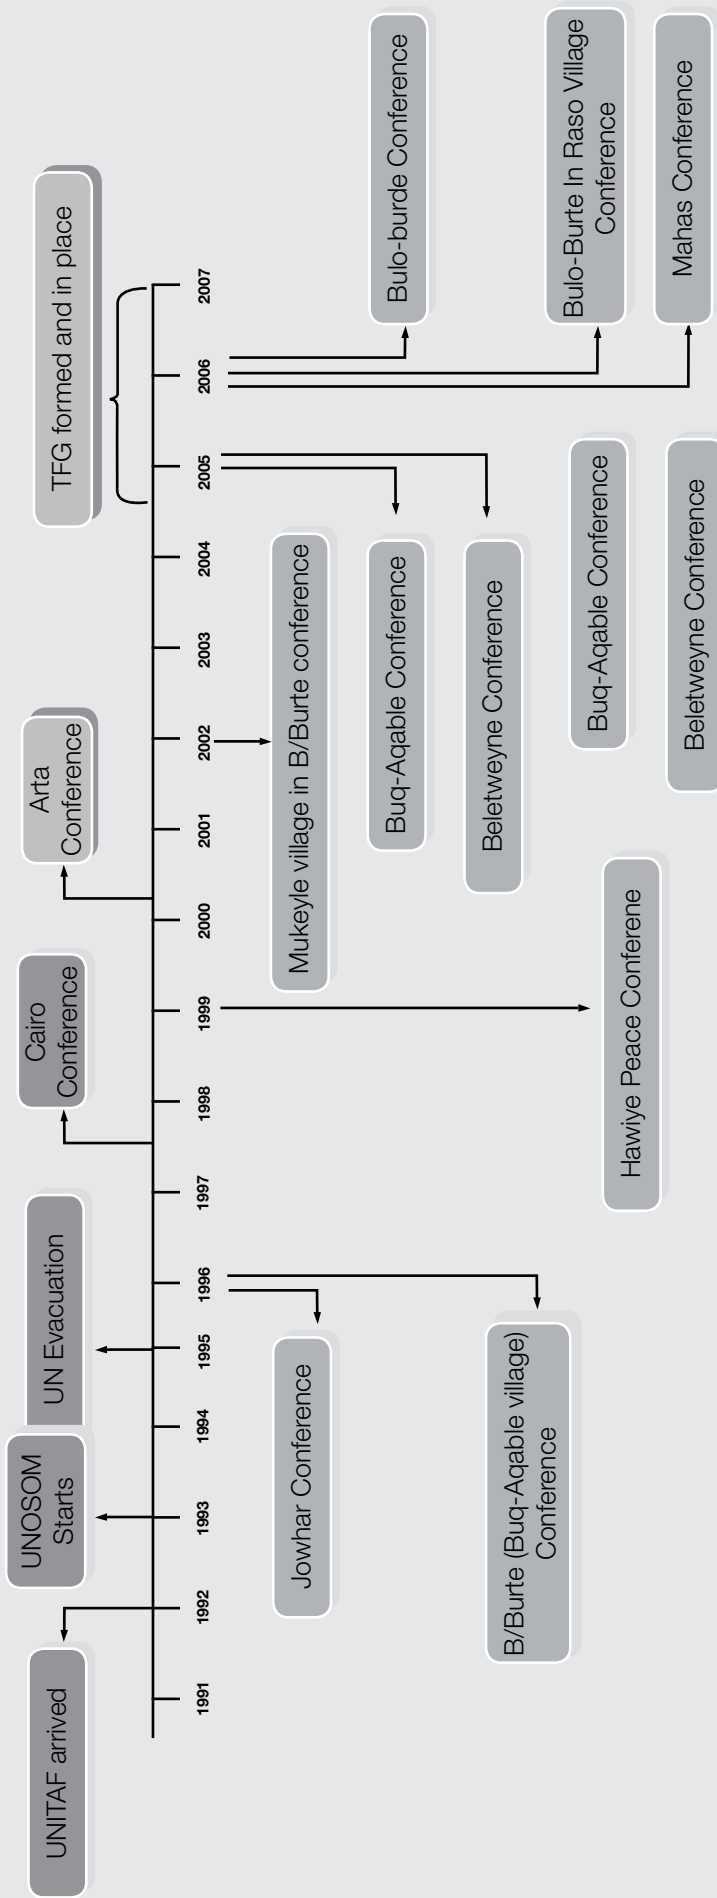 UNITAF arrived
UNOSOM
Starts
UN Evacuation
Cairo
Conference
Arta
Conference
TFG formed and in place
1991
1992
1993
1994
1995
1996
1997
1998
1999
2000
2001
2002
2003
2004
2005
2006
2007
Jowhar Conference
B/Burte (Buq-Aqable village)
Conference
Hawiye Peace Conferene
Mukeyle village in B/Burte conference
Buq-Aqable Conference
Beletweyne Conference
Buq-Aqable Conference
Beletweyne Conference
Bulo-burde Conference
Bulo-Burte In Raso Village
Conference
Mahas Conference